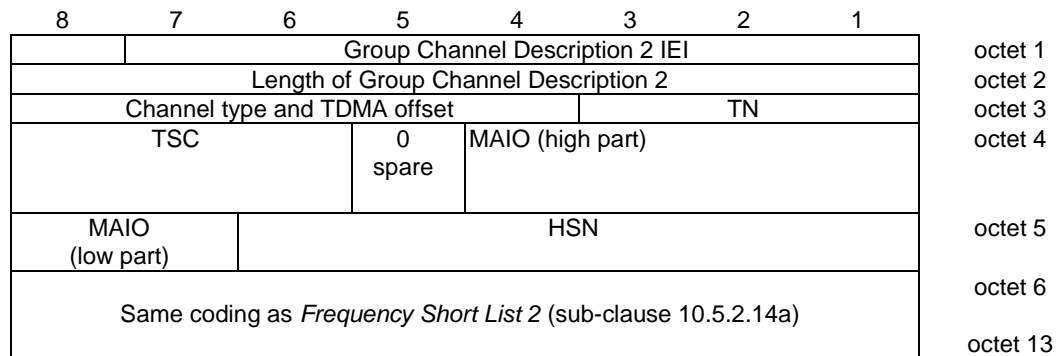 8 7 6 5 4 3 2 1
Group Channel Description 2 IEI octet 1
Length of Group Channel Description 2 octet 2
Channel type and TDMA offset TN octet 3
TSC 0 MAIO (high part) octet 4
spare
MAIO HSN octet 5
(low part)
octet 6
Same coding as Frequency Short List 2 (sub-clause 10.5.2.14a)
octet 13